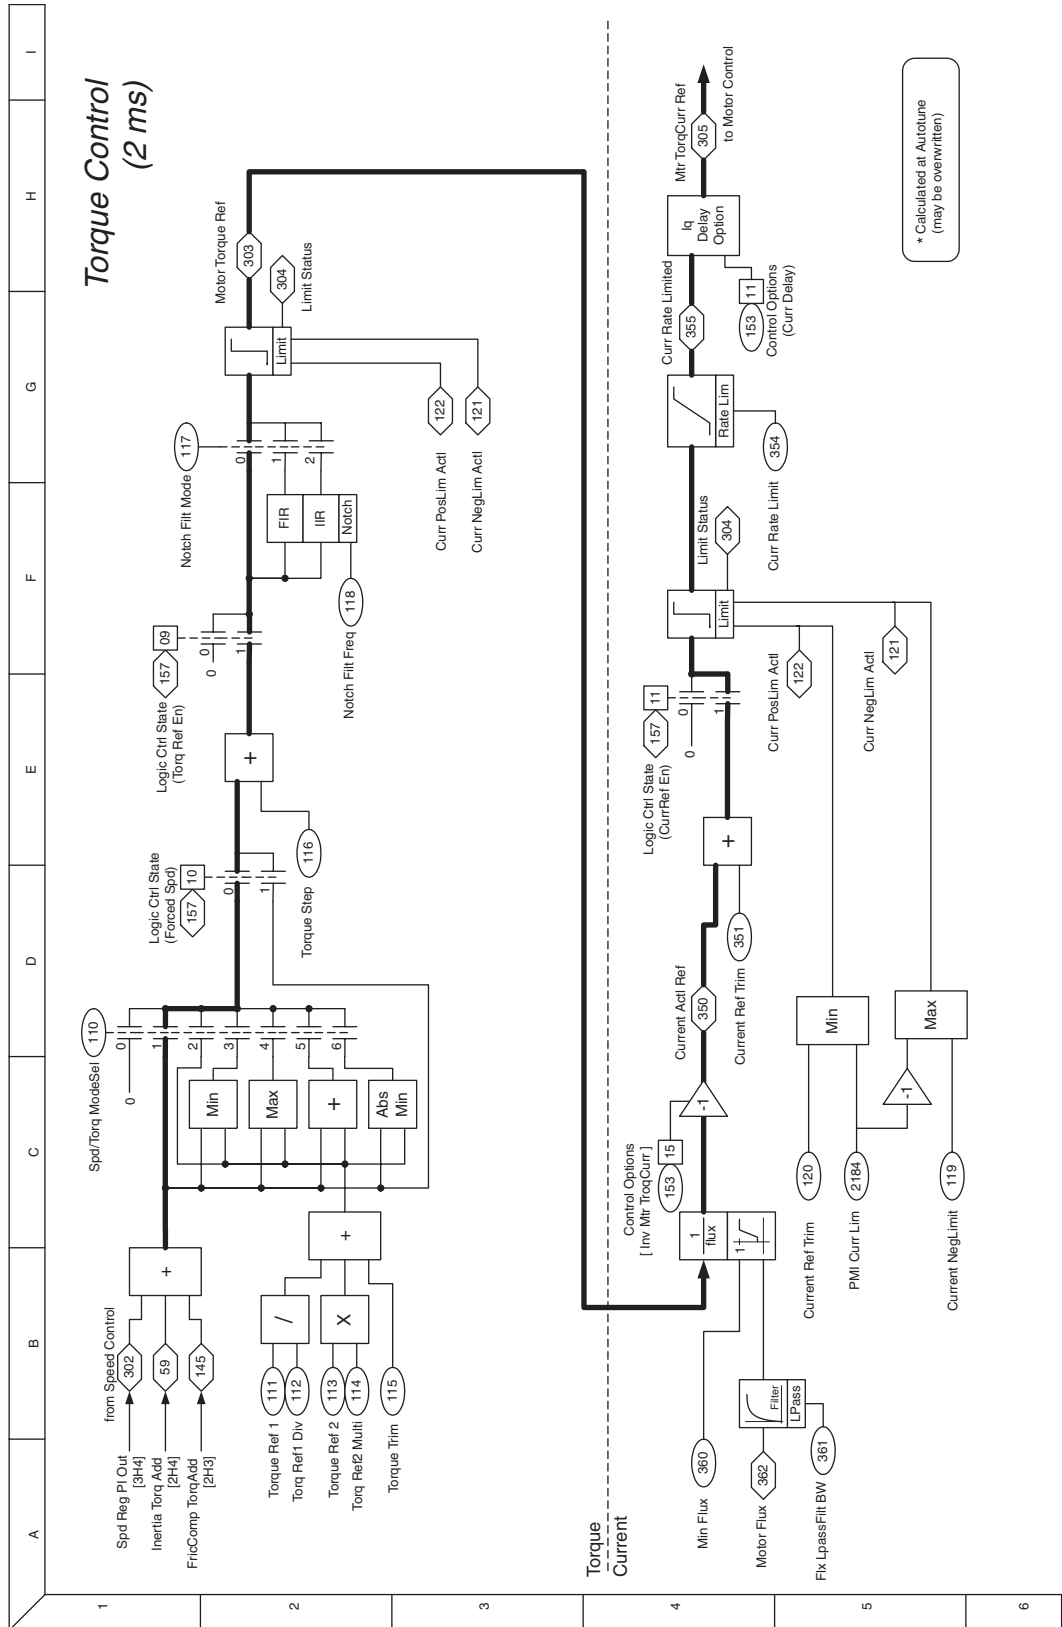 A
B
C
D
E
F
G
H
I
1
2
3
4
5
6
Torque Control
(2 ms)
from Speed Control
Spd Reg PI Out
[3H4]
302
Inertia Torq Add
[2H4]
59
FricComp TorqAdd
[2H3]
145
+
Spd/Torq ModeSel
110
0
0
1
2
3
4
5
6
Min
Max
+
Abs
Min
Torque Ref 1
111
Torq Ref1 Div
112
/
Torque Ref 2
113
Torq Ref2 Multi
114
X
Torque Trim
115
+
Logic Ctrl State
(Forced Spd)
157
10
0
1
116
Torque Step
+
Logic Ctrl State
(Torq Ref En)
157
09
0
0
1
Notch Filt Mode
117
0
1
2
FIR
IIR
Notch
118
Notch Filt Freq
Limit
Motor Torque Ref
303
304
Limit Status
122
Curr PosLim Actl
121
Curr NegLim Actl
Torque
Current
Min Flux
360
Motor Flux
362
Filter
LPass
Flx LpassFilt BW
361
1
flux
1
Control Options
[ Inv Mtr TroqCurr ]
153
15
-1
Current Actl Ref
350
351
Current Ref Trim
+
Logic Ctrl State
(CurrRef En)
157
11
0
0
1
Limit
Limit Status
304
Curr PosLim Actl
122
Curr NegLim Actl
121
Rate Lim
354
Curr Rate Limit
Curr Rate Limited
355
Iq
Delay
Option
153
11
Control Options
(Curr Delay)
Mtr TorqCurr Ref
305
to Motor Control
120
Current Ref Trim
2184
PMI Curr Lim
119
Current NegLimit
Min
-1
Max
* Calculated at Autotune
(may be overwritten)